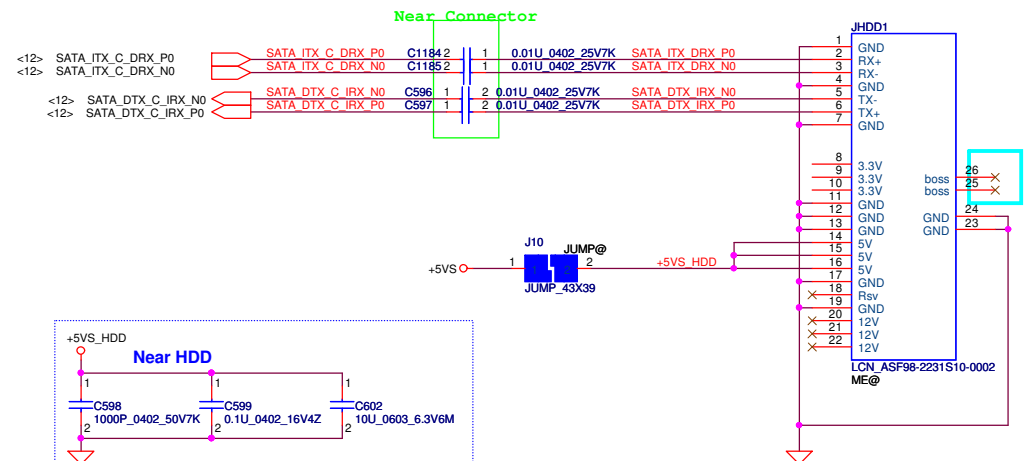 Near Connector
JHDD1
<12> SATA_ITX_C_DRX_P0 SATA_ITX_C_DRX_P0 C1184 2 1 0.01U_0402_25V7K SATA_ITX_DRX_P0
<12> SATA_ITX_C_DRX_N0 SATA_ITX_C_DRX_N0 C1185 2 1 0.01U_0402_25V7K SATA_ITX_DRX_N0
<12> SATA_DTX_C_IRX_N0 SATA_DTX_C_IRX_N0 C596 1 2 0.01U_0402_25V7K SATA_DTX_IRX_N0
<12> SATA_DTX_C_IRX_P0 SATA_DTX_C_IRX_P0 C597 1 2 0.01U_0402_25V7K SATA_DTX_IRX_P0
1 GND
2 RX+
3 RX-
4 GND
5 TX-
6 TX+
7 GND
8 3.3V
9 3.3V
10 3.3V
11 GND
12 GND
13 GND
14 5V
15 5V
16 5V
17 GND
18 Rsv
19 GND
20 12V
21 12V
22 12V
boss 26
boss 25
GND 24
GND 23
LCN_ASF98-2231S10-0002
ME@
J10
JUMP@
+5VS 1 1 2 2 +5VS_HDD
JUMP_43X39
+5VS_HDD
Near HDD
1 1 1
C598 C599 C602
1000P_0402_50V7K 0.1U_0402_16V4Z 10U_0603_6.3V6M
2 2 2